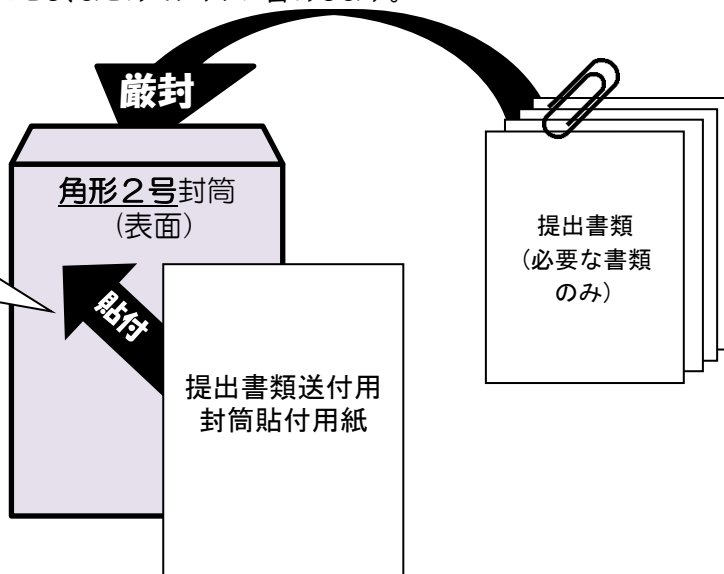 厳封
角形２号封筒
（表面）
貼付
提出書類送付用
封筒貼付用紙
提出書類
（必要な書類
のみ）